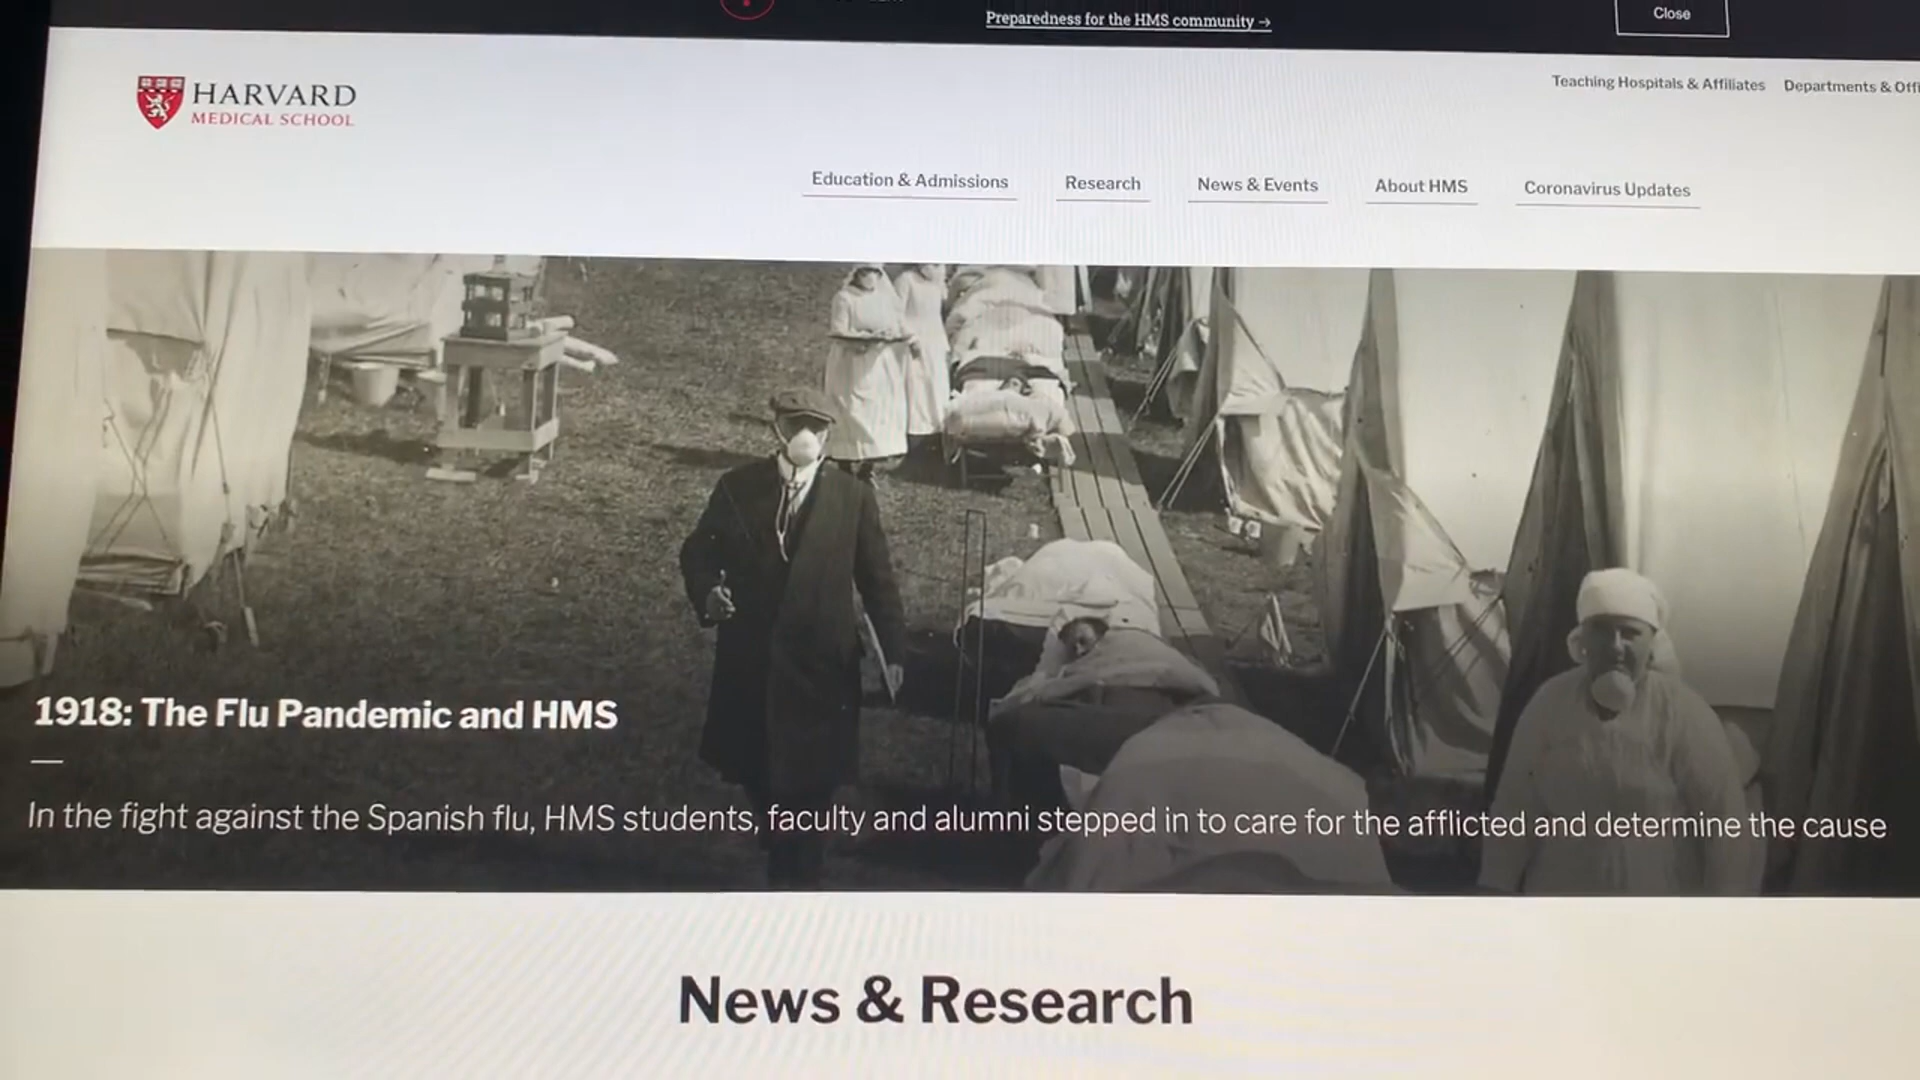 Preparedness for the HMS community →
Close
HARVARD
MEDICAL SCHOOL
Teaching Hospitals & Affiliates
Departments &
Education & Admissions
Research
News & Events
About HMS
Coronavirus Updates
1918: The Flu Pandemic and HMS
In the fight against the Spanish flu, HMS students, faculty and alumni stepped in to care for the afflicted and determine the cause
News & Research